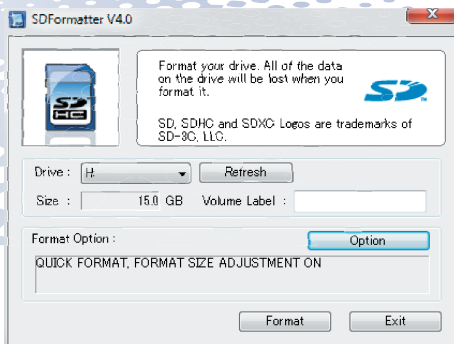 SDFormatter V4.0
Format your drive. All of the data
on the drive will be lost when you
format it.
SD, SDHC and SDXC Logos are trademarks of
SD-3C, LLC.
SD
HC
SD
TM
Drive : H: Refresh
Size : 15.0 GB Volume Label :
Format Option : Option
QUICK FORMAT, FORMAT SIZE ADJUSTMENT ON
Format Exit